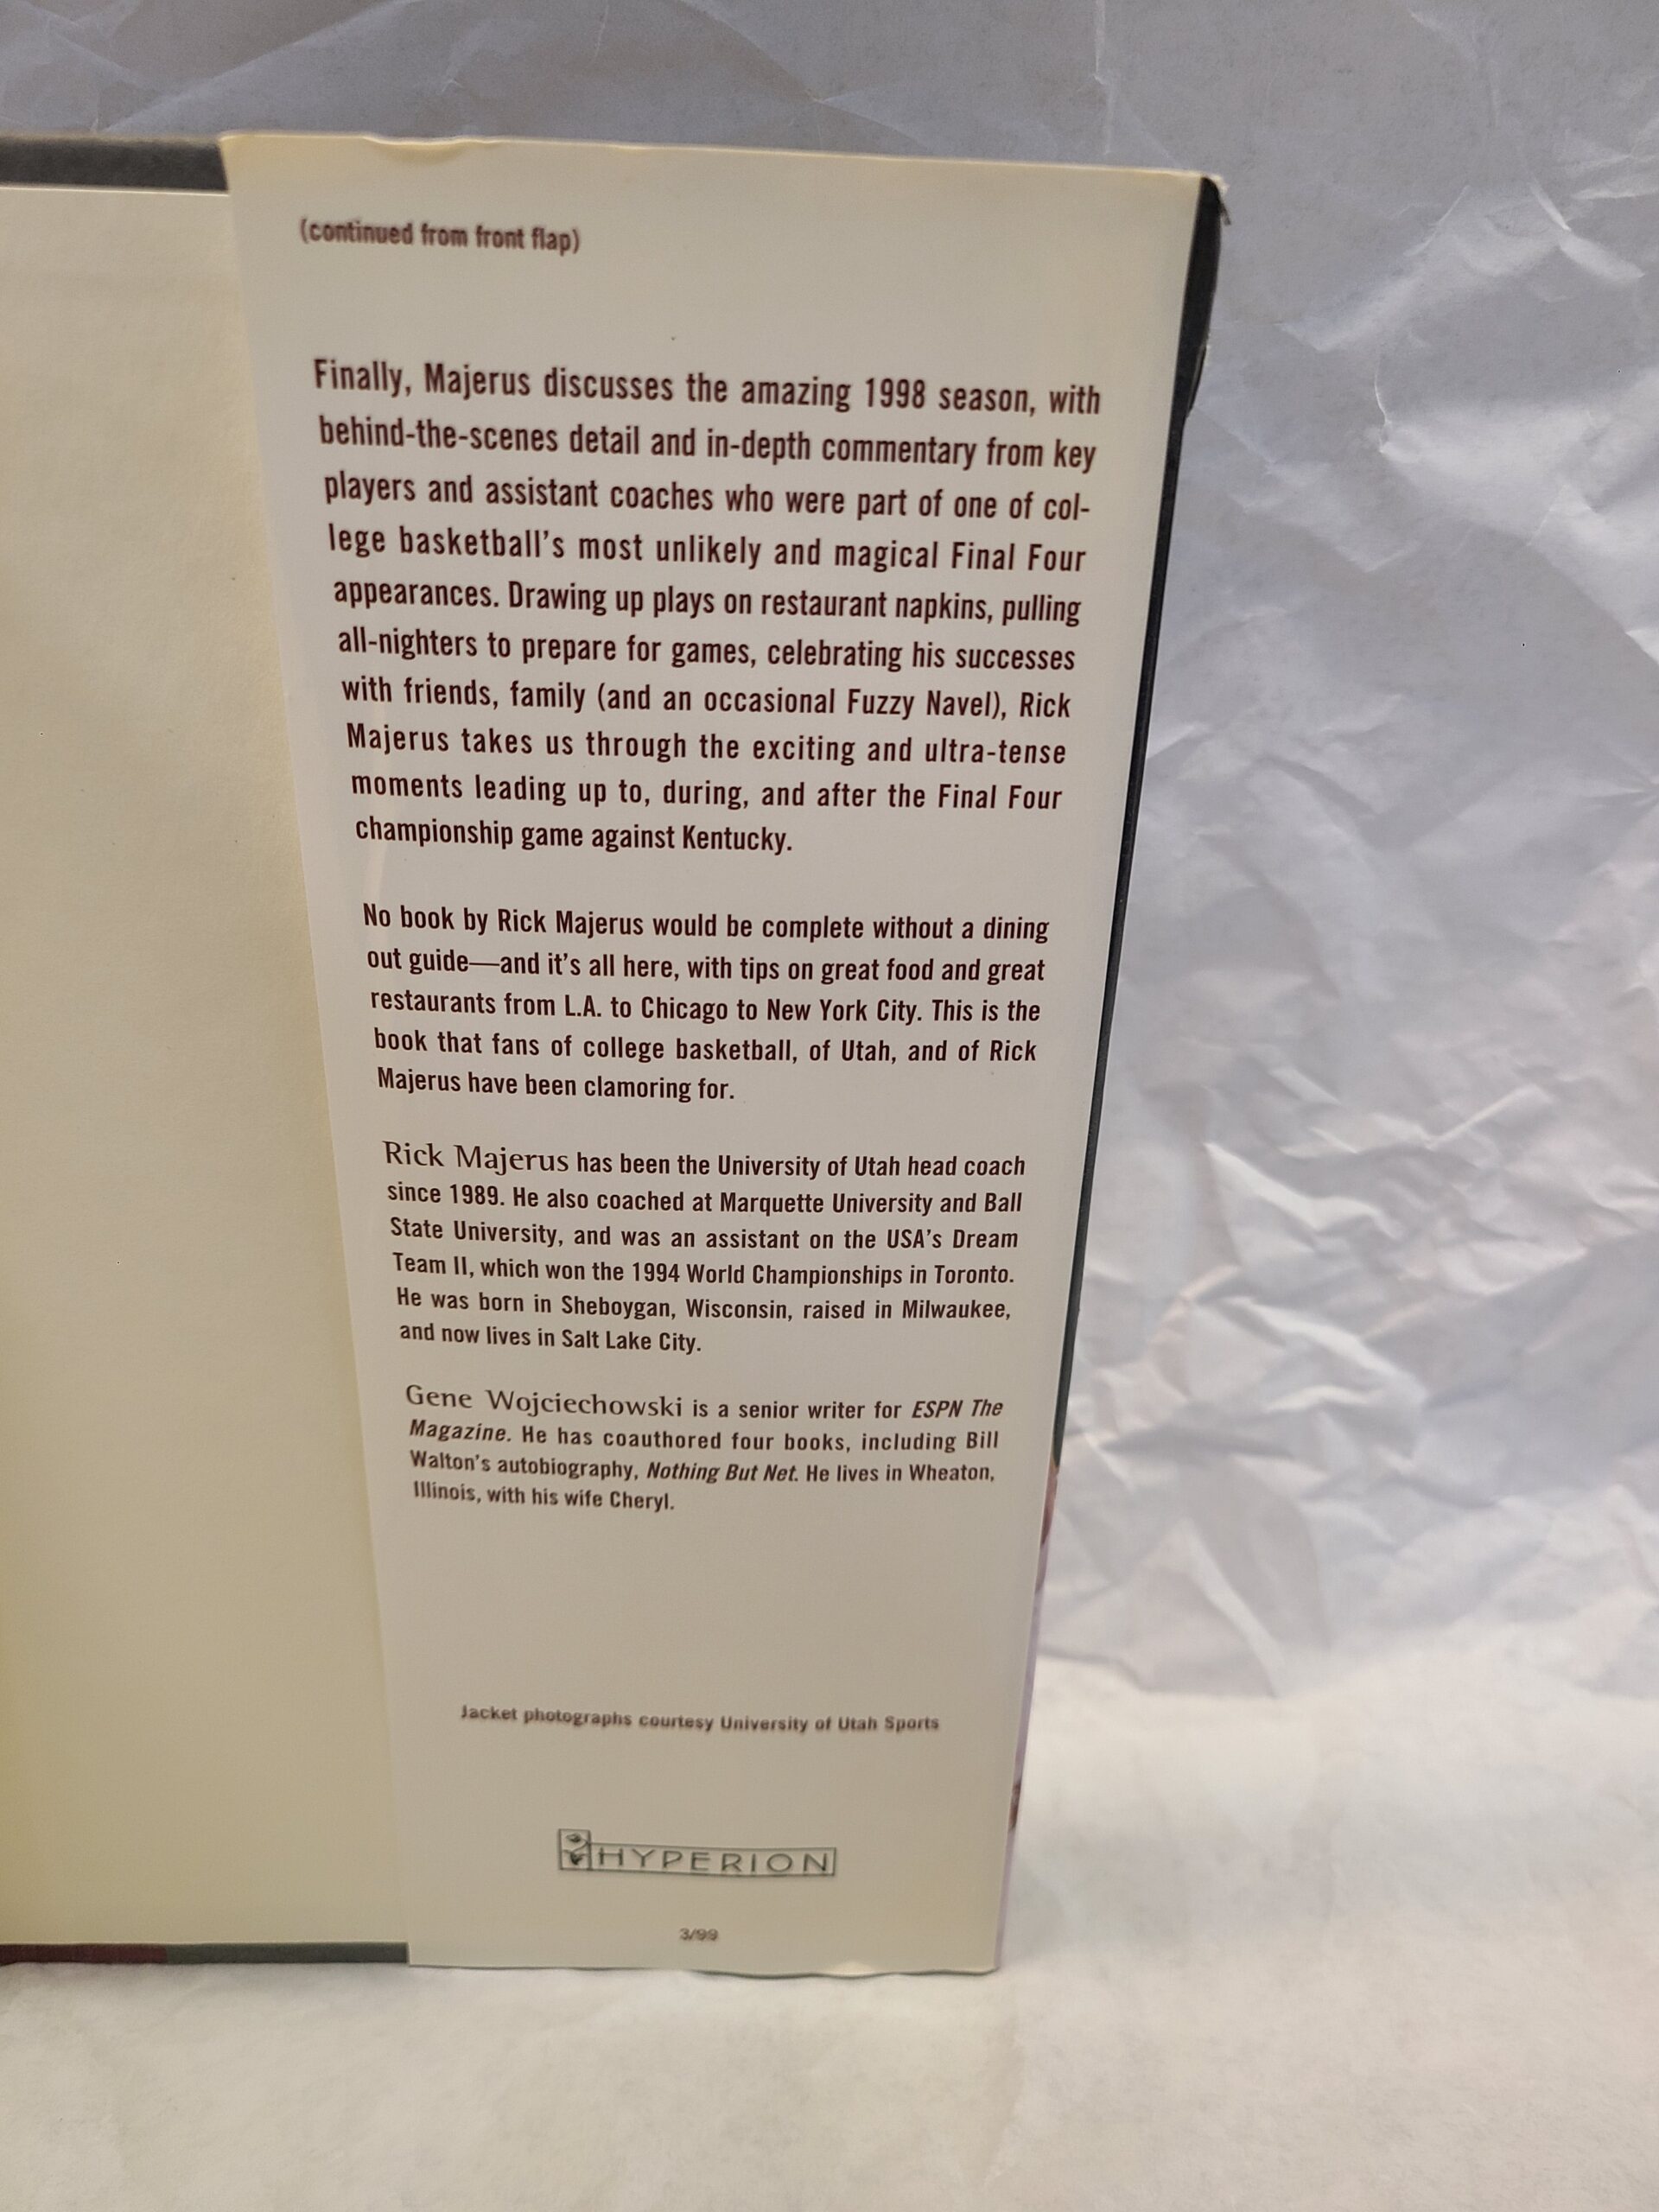 (continued from front flap)
Finally, Majerus discusses the amazing 1998 season, with
behind-the-scenes detail and in-depth commentary from key
players and assistant coaches who were part of one of col-
lege basketball's most unlikely and magical Final Four
appearances. Drawing up plays on restaurant napkins, pulling
all-nighters to prepare for games, celebrating his successes
with friends, family (and an occasional Fuzzy Navel), Rick
Majerus takes us through the exciting and ultra-tense
moments leading up to, during, and after the Final Four
championship game against Kentucky.
No book by Rick Majerus would be complete without a dining
out guide—and it's all here, with tips on great food and great
restaurants from L.A. to Chicago to New York City. This is the
book that fans of college basketball, of Utah, and of Rick
Majerus have been clamoring for.
Rick Majerus has been the University of Utah head coach
since 1989. He also coached at Marquette University and Ball
State University, and was an assistant on the USA's Dream
Team II, which won the 1994 World Championships in Toronto.
He was born in Sheboygan, Wisconsin, raised in Milwaukee,
and now lives in Salt Lake City.
Gene Wojciechowski is a senior writer for ESPN The
Magazine. He has coauthored four books, including Bill
Walton's autobiography, Nothing But Net. He lives in Wheaton,
Illinois, with his wife Cheryl.
Jacket photographs courtesy University of Utah Sports
HYPERION
3/99